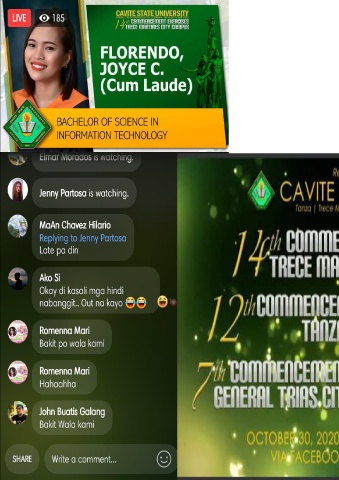 LIVE
185
CAVITE STATE UNIVERSITY
14th COMMENCEMENT EXERCISES
TRECE MARTIRES CITY CAMPUS
FLORENDO,
JOYCE C.
(Cum Laude)
BACHELOR OF SCIENCE IN
INFORMATION TECHNOLOGY
Elmar Morados is watching.
Jenny Partosa is watching.
MaAn Chavez Hilario
Replying to Jenny Partosa
Late pa din
Ako Si
Okay di kasali mga hindi
nabanggit.. Out na kayo 😂😂
Romenna Mari
Bakit po wala kami
Romenna Mari
Hahachha
John Buatis Galang
Bakit Wala kami
SHARE
Write a comment...
Re
CAVITE
Tanza | Trece M
14th COMME
TRECE MA
12th COMMENCE
TANZA
7th COMMENCEMEN
GENERAL TRIAS CIT
OCTOBER 30, 2020
VIA FACEBOO